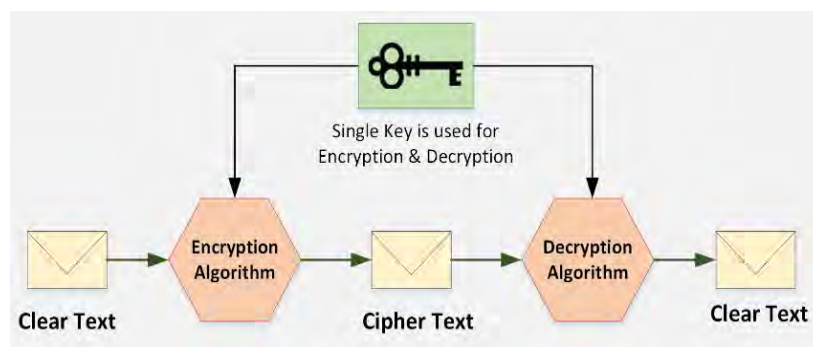 Single Key is used for
Encryption & Decryption
Encryption
Algorithm
Decryption
Algorithm
Clear Text
Cipher Text
Clear Text